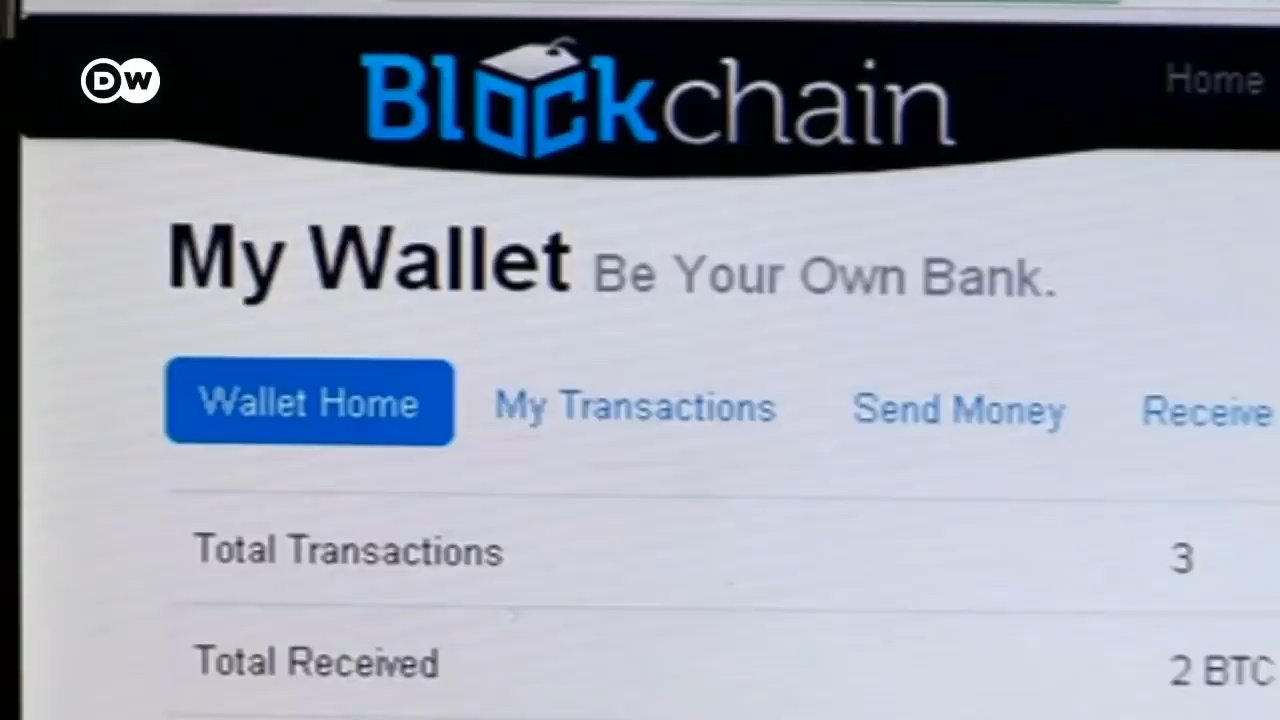 DW
Blockchain
Home
My Wallet Be Your Own Bank.
Wallet Home My Transactions Send Money Receive
Total Transactions 3
Total Received 2 BTC